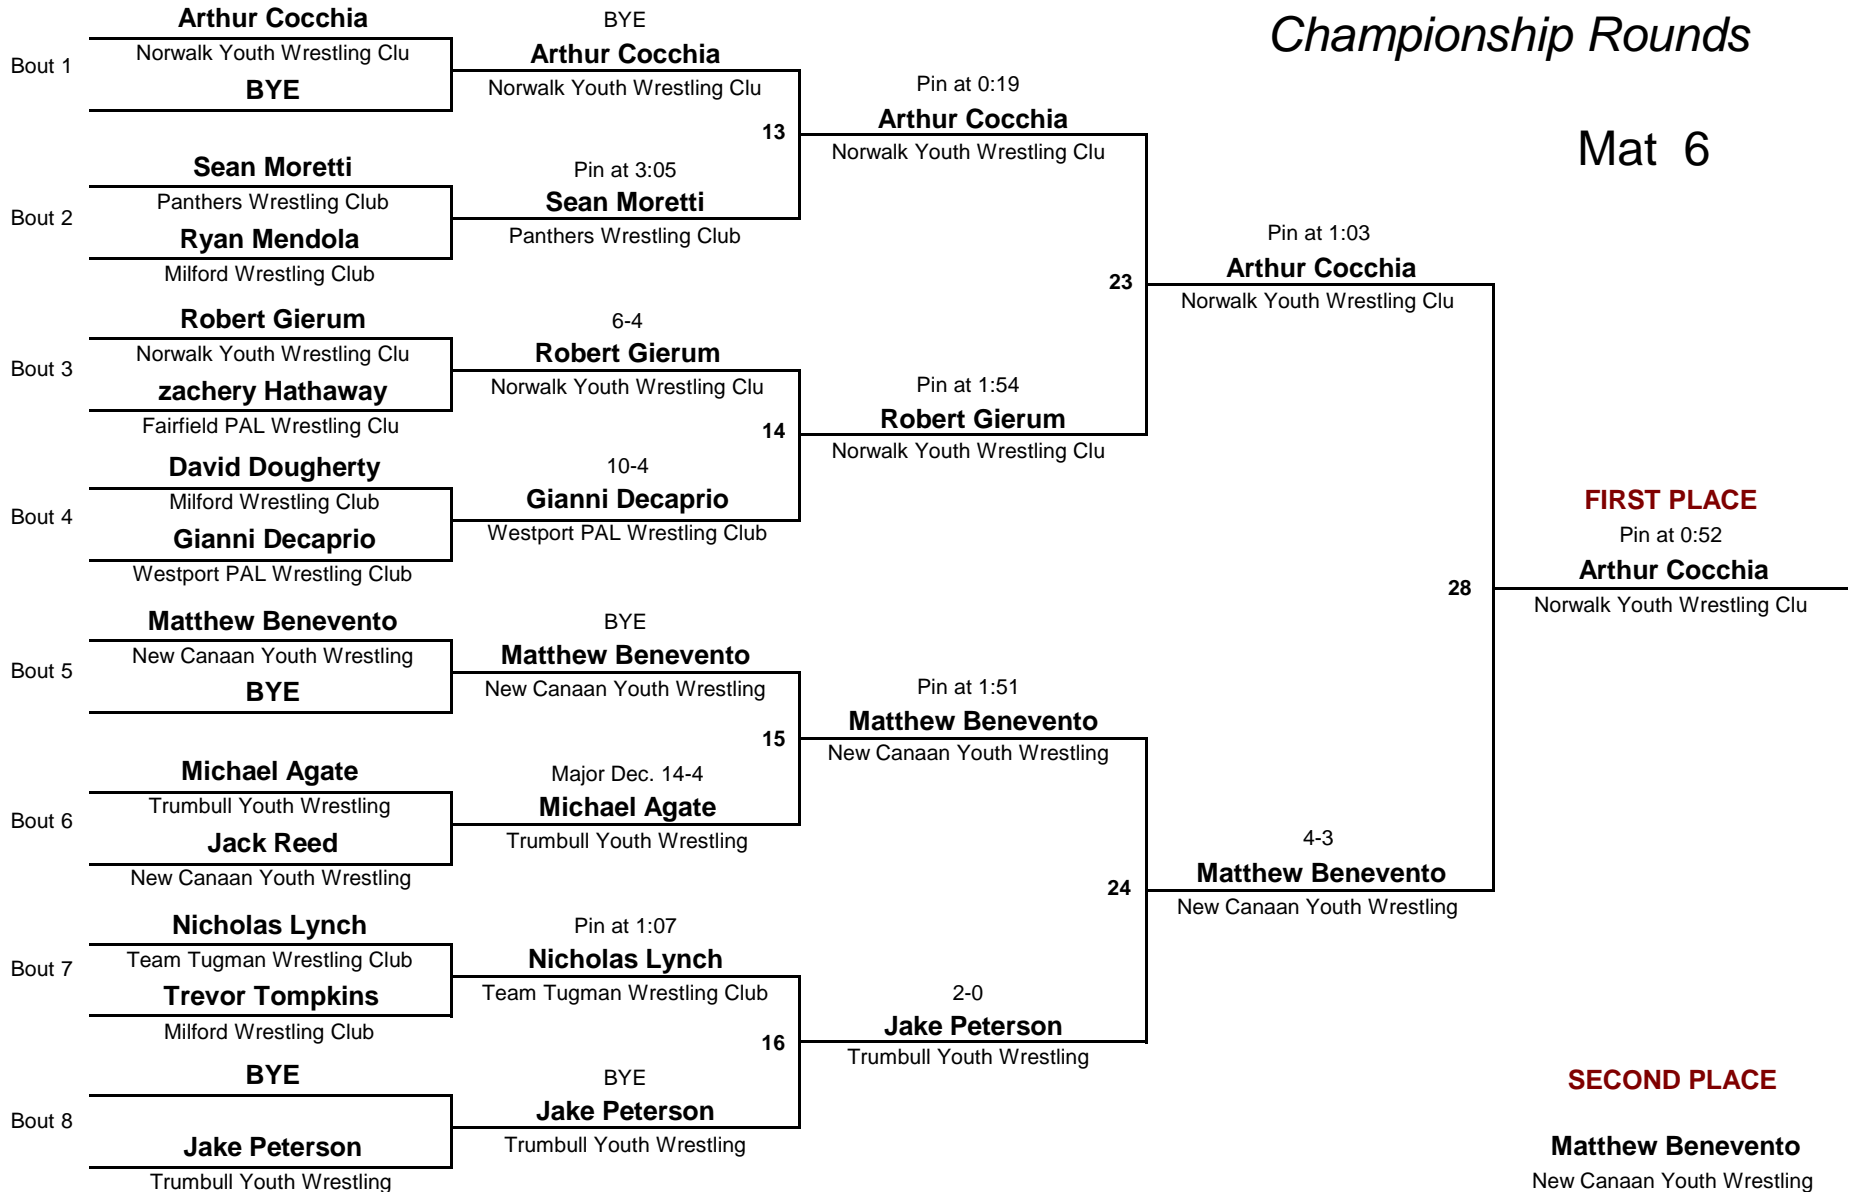 Championship Rounds
Mat 6
Bout 1
Arthur Cocchia
Norwalk Youth Wrestling Clu
BYE
Bout 2
Sean Moretti
Panthers Wrestling Club
Ryan Mendola
Milford Wrestling Club
Bout 3
Robert Gierum
Norwalk Youth Wrestling Clu
zachery Hathaway
Fairfield PAL Wrestling Clu
Bout 4
David Dougherty
Milford Wrestling Club
Gianni Decaprio
Westport PAL Wrestling Club
Bout 5
Matthew Benevento
New Canaan Youth Wrestling
BYE
Bout 6
Michael Agate
Trumbull Youth Wrestling
Jack Reed
New Canaan Youth Wrestling
Bout 7
Nicholas Lynch
Team Tugman Wrestling Club
Trevor Tompkins
Milford Wrestling Club
Bout 8
BYE
Jake Peterson
Trumbull Youth Wrestling
BYE
Arthur Cocchia
Norwalk Youth Wrestling Clu
13
Pin at 3:05
Sean Moretti
Panthers Wrestling Club
6-4
Robert Gierum
Norwalk Youth Wrestling Clu
14
10-4
Gianni Decaprio
Westport PAL Wrestling Club
BYE
Matthew Benevento
New Canaan Youth Wrestling
15
Major Dec. 14-4
Michael Agate
Trumbull Youth Wrestling
Pin at 1:07
Nicholas Lynch
Team Tugman Wrestling Club
16
BYE
Jake Peterson
Trumbull Youth Wrestling
Pin at 0:19
Arthur Cocchia
Norwalk Youth Wrestling Clu
23
Pin at 1:54
Robert Gierum
Norwalk Youth Wrestling Clu
Pin at 1:51
Matthew Benevento
New Canaan Youth Wrestling
24
2-0
Jake Peterson
Trumbull Youth Wrestling
Pin at 1:03
Arthur Cocchia
Norwalk Youth Wrestling Clu
28
4-3
Matthew Benevento
New Canaan Youth Wrestling
FIRST PLACE
Pin at 0:52
Arthur Cocchia
Norwalk Youth Wrestling Clu
SECOND PLACE
Matthew Benevento
New Canaan Youth Wrestling